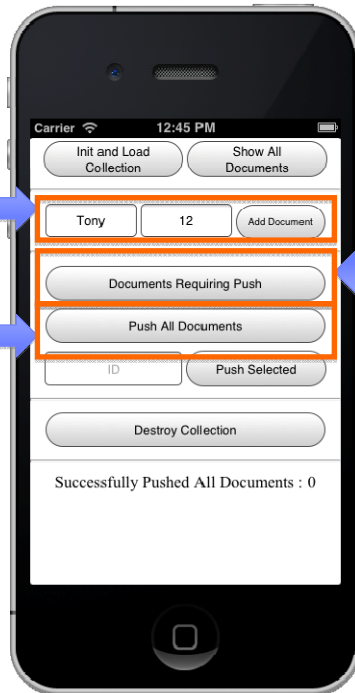 Carrier 12:45 PM
Init and Load
Collection
Show All
Documents
Tony 12 Add Document
Documents Requiring Push
Push All Documents
ID Push Selected
Destroy Collection
Successfully Pushed All Documents : 0